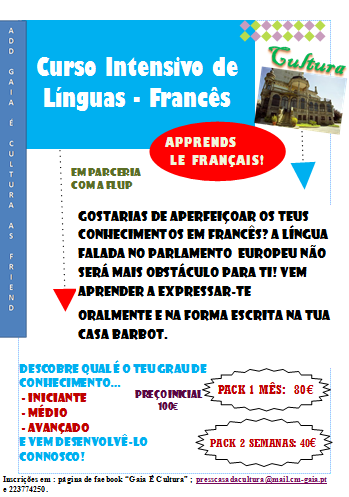 ADD GAIA É CULTURA AS FRIEND
Cultura
Curso Intensivo de
Línguas - Francês
APPRENDS
LE FRANÇAIS!
EM PARCERIA
COM A FLUP
GOSTARIAS DE APERFEIÇOAR OS TEUS
CONHECIMENTOS EM FRANCÊS? A LÍNGUA
FALADA NO PARLAMENTO EUROPEU NÃO
SERÁ MAIS OBSTÁCULO PARA TI! VEM
APRENDER A EXPRESSAR-TE
ORALMENTE E NA FORMA ESCRITA NA TUA
CASA BARBOT.
DESCOBRE QUAL É O TEU GRAU DE
CONHECIMENTO...
- INICIANTE
- MÉDIO
- AVANÇADO
E VEM DESENVOLVÊ-LO
CONNOSCO!
PREÇO INICIAL
100€
PACK 1 MÊS: 80€
PACK 2 SEMANAS: 40€
Inscrições em : página de faebook "Gaia É Cultura" ; presscasadacultura@mail.cm-gaia.pt
e 223774250.